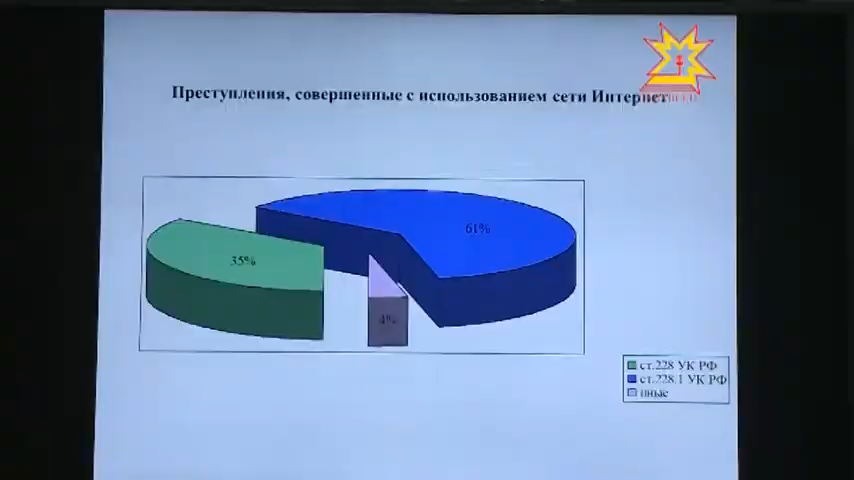 Преступления, совершенные с использованием сети Интернет
61%
35%
4%
ст.228 УК РФ
ст.228.1 УК РФ
иные